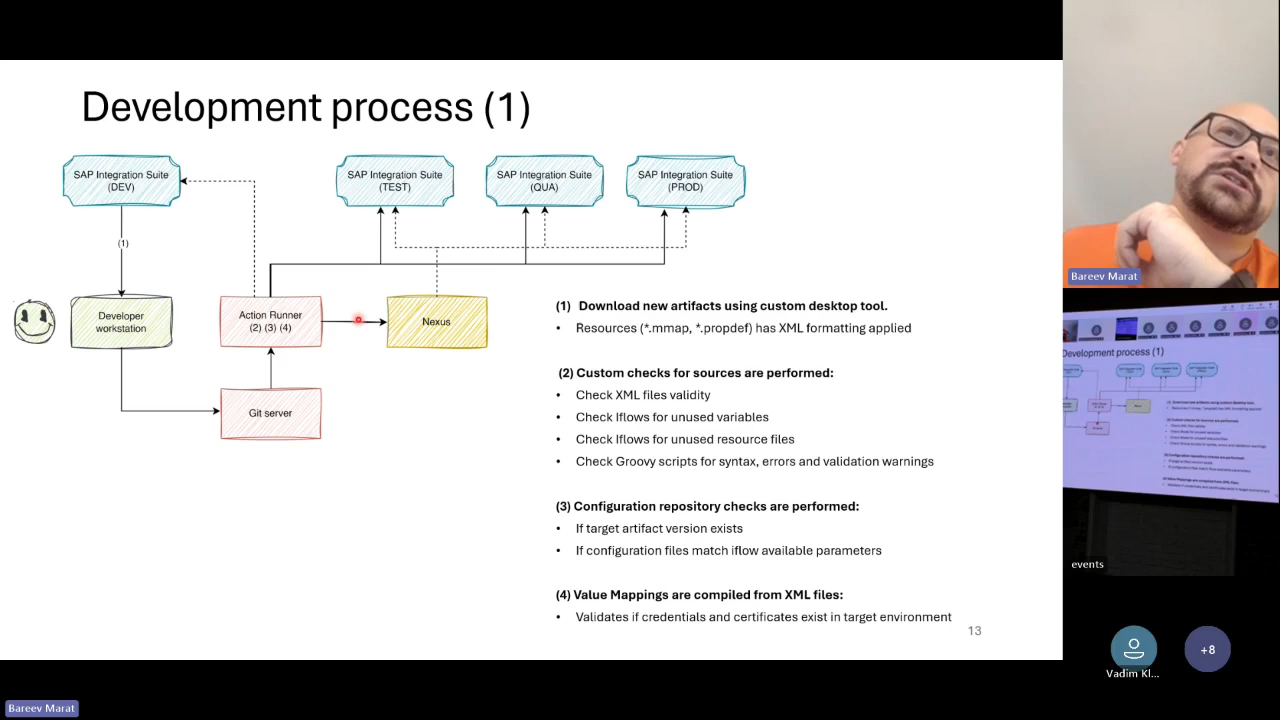 Development process (1)
SAP Integration Suite
(DEV)
SAP Integration Suite
(TEST)
SAP Integration Suite
(QUA)
SAP Integration Suite
(PROD)
(1)
Developer
workstation
Action Runner
(2) (3) (4)
Nexus
Git server
(1) Download new artifacts using custom desktop tool.
• Resources (*.mmap, *.propdef) has XML formatting applied
(2) Custom checks for sources are performed:
• Check XML files validity
• Check Iflows for unused variables
• Check Iflows for unused resource files
• Check Groovy scripts for syntax, errors and validation warnings
(3) Configuration repository checks are performed:
• If target artifact version exists
• If configuration files match iflow available parameters
(4) Value Mappings are compiled from XML files:
• Validates if credentials and certificates exist in target environment
13
Bareev Marat
Development process (1)
events
Vadim Kl...
+8
Bareev Marat